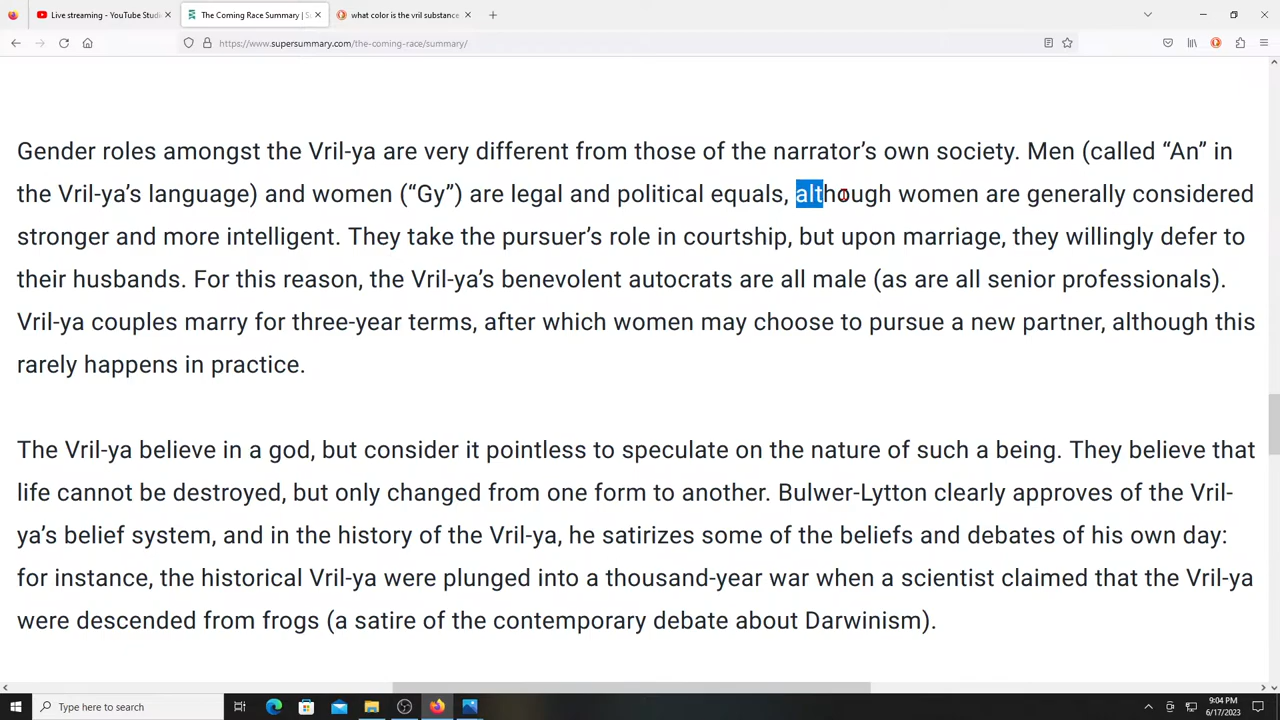 Live streaming - YouTube Studi
The Coming Race Summary | S
what color is the vril substance
https://www.supersummary.com/the-coming-race/summary/
Gender roles amongst the Vril-ya are very different from those of the narrator’s own society. Men (called “An” in
the Vril-ya’s language) and women (“Gy”) are legal and political equals, although women are generally considered
stronger and more intelligent. They take the pursuer’s role in courtship, but upon marriage, they willingly defer to
their husbands. For this reason, the Vril-ya’s benevolent autocrats are all male (as are all senior professionals).
Vril-ya couples marry for three-year terms, after which women may choose to pursue a new partner, although this
rarely happens in practice.
The Vril-ya believe in a god, but consider it pointless to speculate on the nature of such a being. They believe that
life cannot be destroyed, but only changed from one form to another. Bulwer-Lytton clearly approves of the Vril-
ya’s belief system, and in the history of the Vril-ya, he satirizes some of the beliefs and debates of his own day:
for instance, the historical Vril-ya were plunged into a thousand-year war when a scientist claimed that the Vril-ya
were descended from frogs (a satire of the contemporary debate about Darwinism).
Type here to search
9:04 PM
6/17/2023